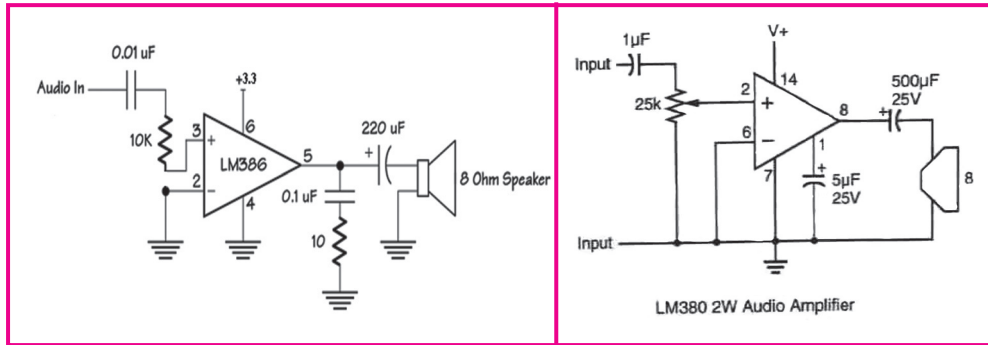 0.01 uF
Audio In
10K
+3.3
3
6
+
LM386
2
-
4
5
220 uF
+
0.1 uF
10
8 Ohm Speaker
V+
1µF
Input
14
25k
2
+
6
−
7
8
1
+
5µF
25V
500µF
25V
+
8
Input
LM380 2W Audio Amplifier